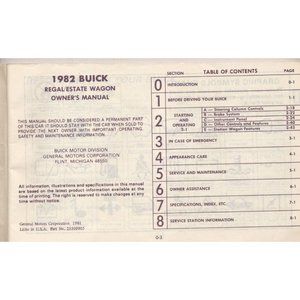 1982 BUICK
REGAL/ESTATE WAGON
OWNER'S MANUAL
THIS MANUAL SHOULD BE CONSIDERED A PERMANENT PART
OF THIS CAR IT SHOULD STAY WITH THE CAR WHEN SOLD TO
PROVIDE THE NEXT OWNER WITH IMPORTANT OPERATING,
SAFETY AND MAINTENANCE INFORMATION.
BUICK MOTOR DIVISION
GENERAL MOTORS CORPORATION
FLINT, MICHIGAN 48550
All information, illustrations and specifications in this manual
are based on the latest product information available at the
time of printing. The right is reserved to make changes at any
time without notice.
General Motors Corporation, 1981
Litho in U.S.A. Part No.
SECTION TABLE OF CONTENTS PAGE
0 INTRODUCTION 0-1
1 BEFORE DRIVING YOUR BUICK 1-1
2 STARTING AND OPERATING 2-1
A — Steering Column Controls
B — Brake System
C — Instrument Panel
D — Other Controls and Features
E — Station Wagon Features
3 IN CASE OF EMERGENCY 3-1
4 APPEARANCE CARE 4-1
5 SERVICE AND MAINTENANCE 5-1
6 OWNER ASSISTANCE 6-1
7 SPECIFICATIONS, INDEX 7-1
8 SERVICE STATION INFORMATION 8-1
0-3